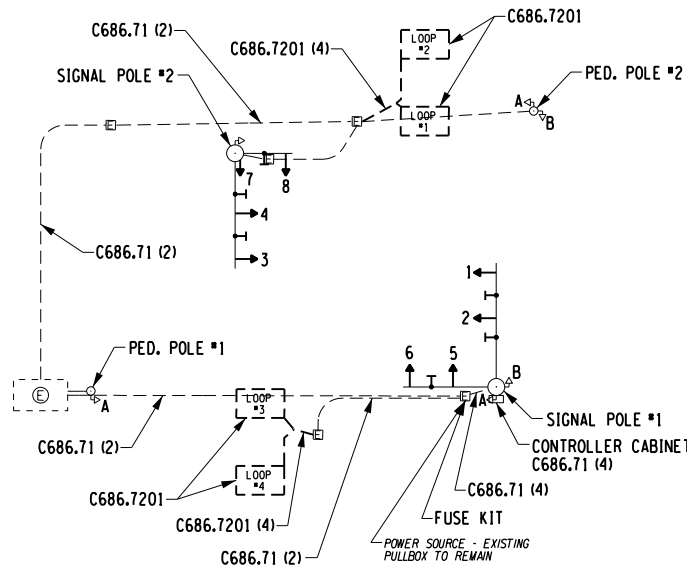 C686.71 (2)
C686.7201 (4)
C686.7201
LOOP
#2
SIGNAL POLE #2
PED. POLE #2
A
B
LOOP
#1
E
E
E
7
8
4
3
C686.71 (2)
1
2
PED. POLE #1
6
5
B
E
A
LOOP
#3
E
A
SIGNAL POLE #1
C686.71 (2)
E
CONTROLLER CABINET
C686.71 (4)
LOOP
#4
C686.7201
C686.71 (4)
C686.7201 (4)
FUSE KIT
C686.71 (2)
POWER SOURCE - EXISTING
PULLBOX TO REMAIN